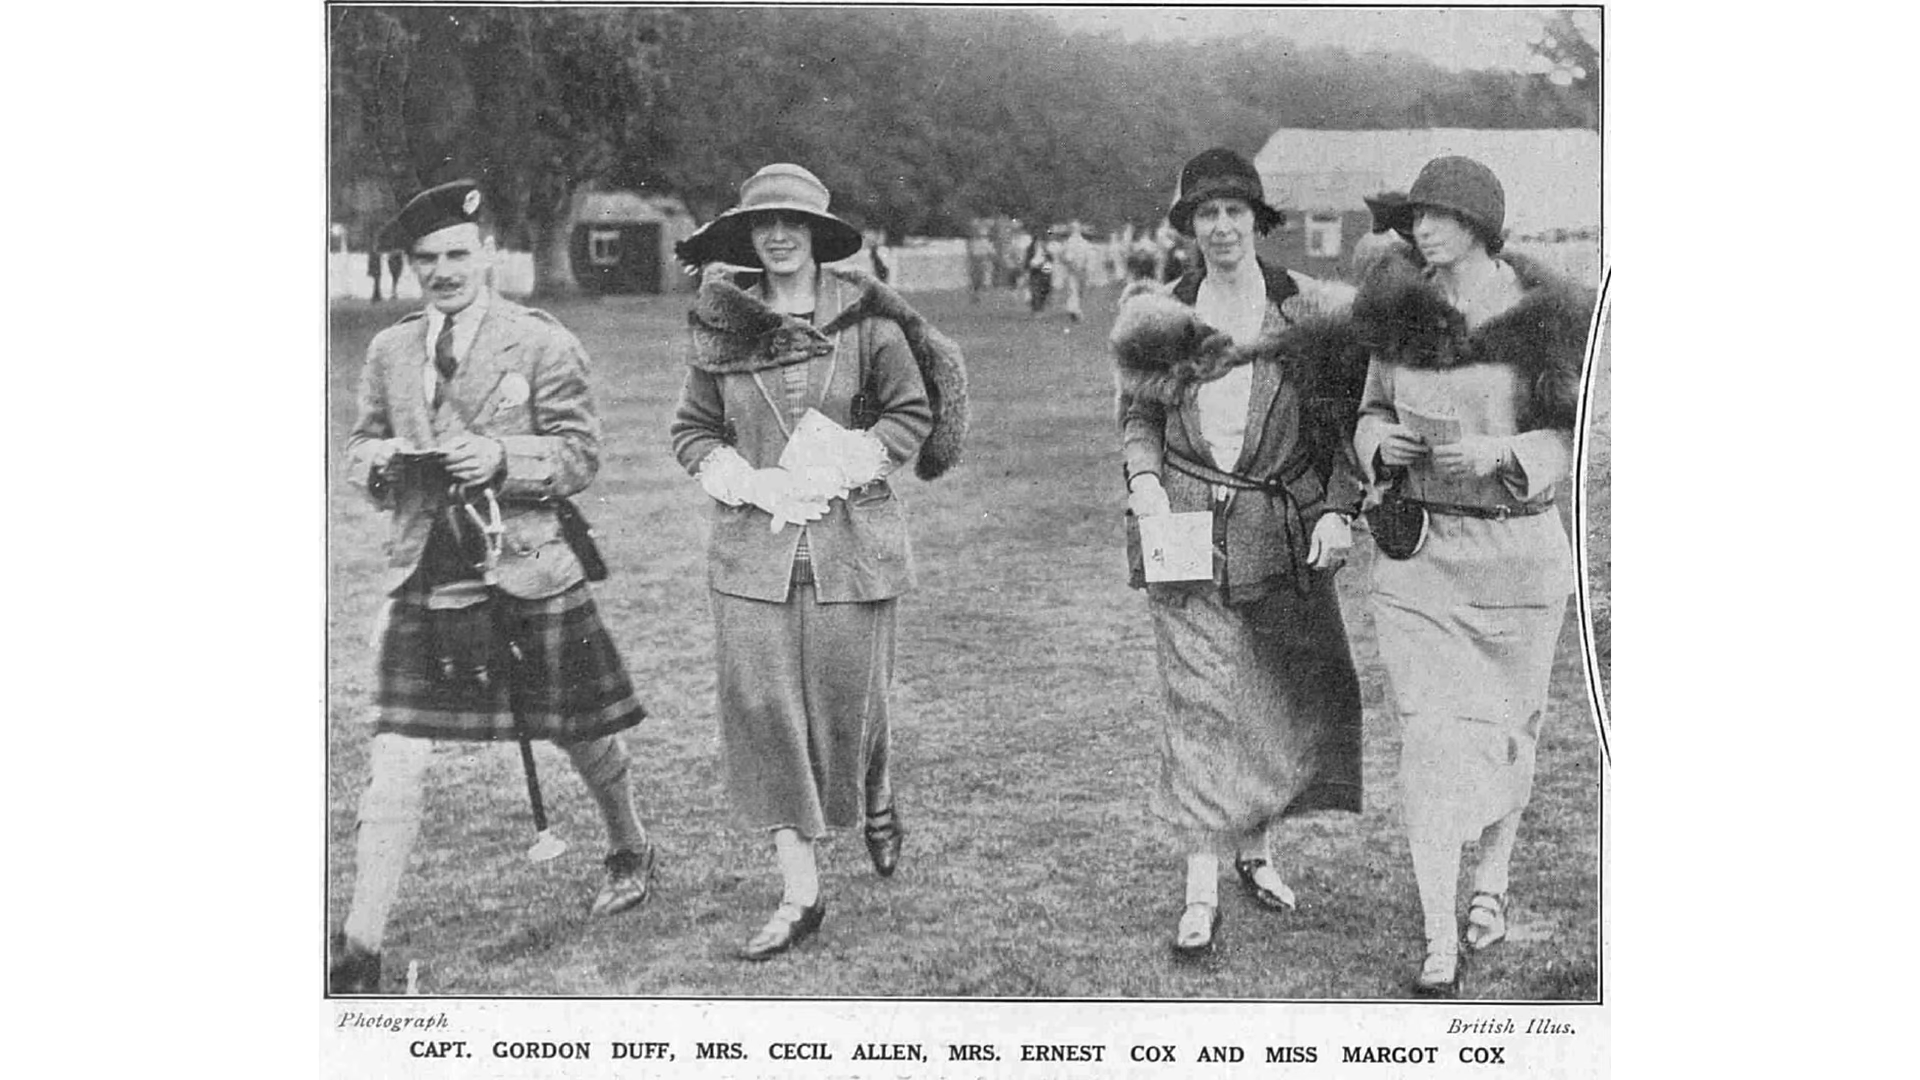 Photograph
British Illus.
CAPT. GORDON DUFF, MRS. CECIL ALLEN, MRS. ERNEST COX AND MISS MARGOT COX